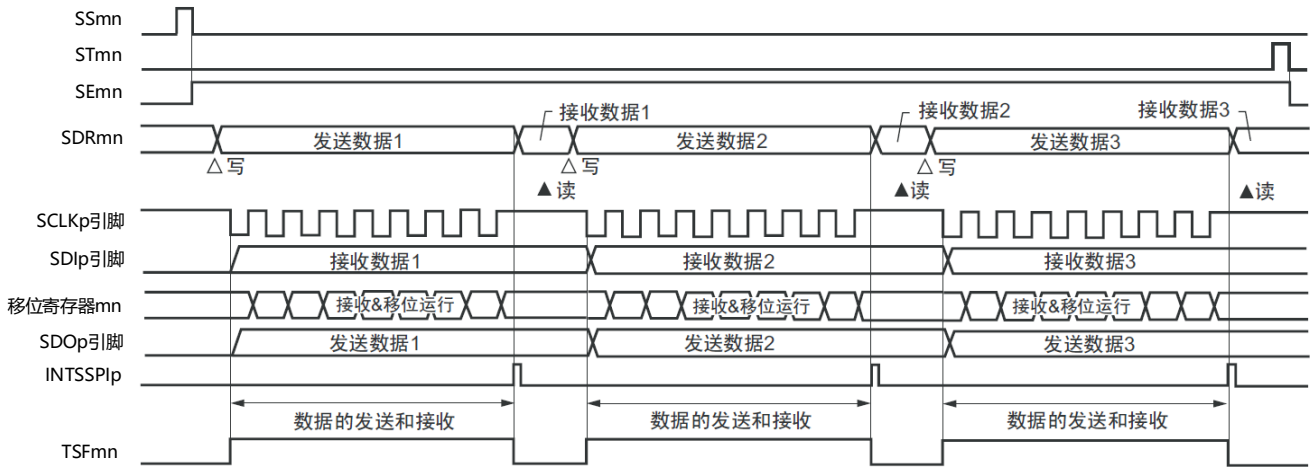 SSmn
STmn
SEmn
接收数据1 接收数据2 接收数据3
SDRmn 发送数据1 发送数据2 发送数据3
△写 △写 △写
▲读 ▲读 ▲读
SCLKp引脚
SDIp引脚 接收数据1 接收数据2 接收数据3
移位寄存器mn 接收&移位运行 接收&移位运行 接收&移位运行
SDOp引脚 发送数据1 发送数据2 发送数据3
INTSSPIp
数据的发送和接收 数据的发送和接收 数据的发送和接收
TSFmn